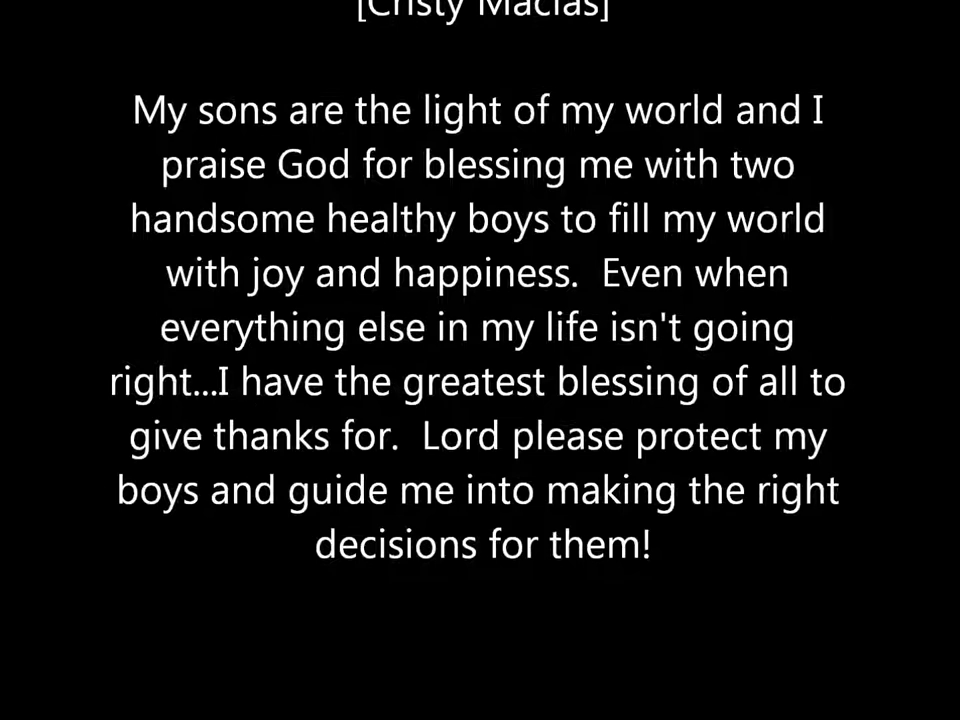 [Cristy Macias]
My sons are the light of my world and I
praise God for blessing me with two
handsome healthy boys to fill my world
with joy and happiness.  Even when
everything else in my life isn't going
right...I have the greatest blessing of all to
give thanks for.  Lord please protect my
boys and guide me into making the right
decisions for them!